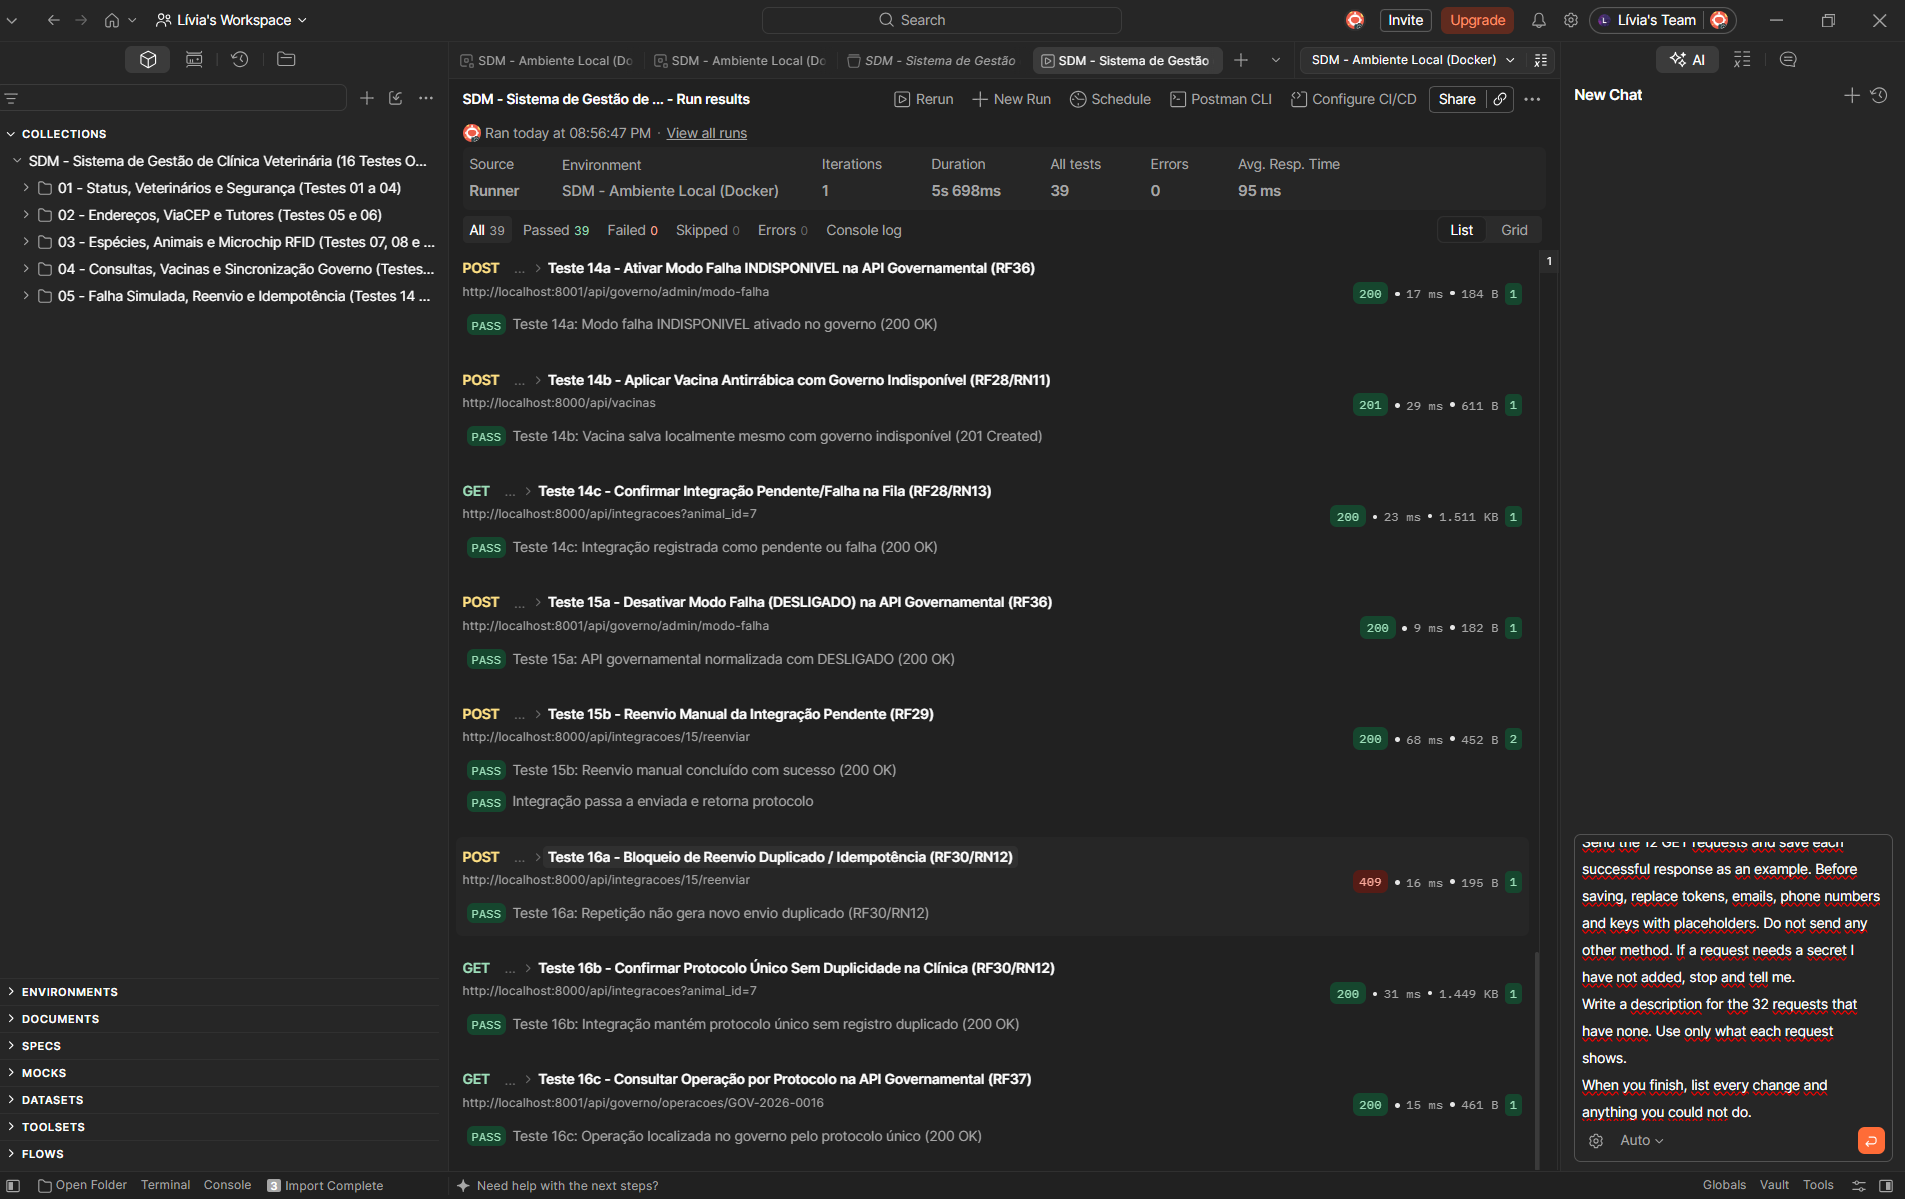 Lívia's Workspace
Search
Invite
Upgrade
L Lívia's Team
SDM - Ambiente Local (Do
SDM - Ambiente Local (Do
SDM - Sistema de Gestão
SDM - Sistema de Gestão
SDM - Ambiente Local (Docker)
AI
COLLECTIONS
SDM - Sistema de Gestão de Clínica Veterinária (16 Testes O...
01 - Status, Veterinários e Segurança (Testes 01 a 04)
02 - Endereços, ViaCEP e Tutores (Testes 05 e 06)
03 - Espécies, Animais e Microchip RFID (Testes 07, 08 e ...
04 - Consultas, Vacinas e Sincronização Governo (Testes...
05 - Falha Simulada, Reenvio e Idempotência (Testes 14 ...
ENVIRONMENTS
DOCUMENTS
SPECS
MOCKS
DATASETS
TOOLSETS
FLOWS
SDM - Sistema de Gestão de ... - Run results
Rerun
New Run
Schedule
Postman CLI
Configure CI/CD
Share
Ran today at 08:56:47 PM · View all runs
Source Environment Iterations Duration All tests Errors Avg. Resp. Time
Runner SDM - Ambiente Local (Docker) 1 5s 698ms 39 0 95 ms
All 39 Passed 39 Failed 0 Skipped 0 Errors 0 Console log List Grid
1
POST ... > Teste 14a - Ativar Modo Falha INDISPONIVEL na API Governamental (RF36)
http://localhost:8001/api/governo/admin/modo-falha
200 • 17 ms • 184 B 1
PASS Teste 14a: Modo falha INDISPONIVEL ativado no governo (200 OK)
POST ... > Teste 14b - Aplicar Vacina Antirrábica com Governo Indisponível (RF28/RN11)
http://localhost:8000/api/vacinas
201 • 29 ms • 611 B 1
PASS Teste 14b: Vacina salva localmente mesmo com governo indisponível (201 Created)
GET ... > Teste 14c - Confirmar Integração Pendente/Falha na Fila (RF28/RN13)
http://localhost:8000/api/integracoes?animal_id=7
200 • 23 ms • 1.511 KB 1
PASS Teste 14c: Integração registrada como pendente ou falha (200 OK)
POST ... > Teste 15a - Desativar Modo Falha (DESLIGADO) na API Governamental (RF36)
http://localhost:8001/api/governo/admin/modo-falha
200 • 9 ms • 182 B 1
PASS Teste 15a: API governamental normalizada com DESLIGADO (200 OK)
POST ... > Teste 15b - Reenvio Manual da Integração Pendente (RF29)
http://localhost:8000/api/integracoes/15/reenviar
200 • 68 ms • 452 B 2
PASS Teste 15b: Reenvio manual concluído com sucesso (200 OK)
PASS Integração passa a enviada e retorna protocolo
POST ... > Teste 16a - Bloqueio de Reenvio Duplicado / Idempotência (RF30/RN12)
http://localhost:8000/api/integracoes/15/reenviar
409 • 16 ms • 195 B 1
PASS Teste 16a: Repetição não gera novo envio duplicado (RF30/RN12)
GET ... > Teste 16b - Confirmar Protocolo Único Sem Duplicidade na Clínica (RF30/RN12)
http://localhost:8000/api/integracoes?animal_id=7
200 • 31 ms • 1.449 KB 1
PASS Teste 16b: Integração mantém protocolo único sem registro duplicado (200 OK)
GET ... > Teste 16c - Consultar Operação por Protocolo na API Governamental (RF37)
http://localhost:8001/api/governo/operacoes/GOV-2026-0016
200 • 15 ms • 461 B 1
PASS Teste 16c: Operação localizada no governo pelo protocolo único (200 OK)
New Chat
Send the 12 GET requests and save each
successful response as an example. Before
saving, replace tokens, emails, phone numbers
and keys with placeholders. Do not send any
other method. If a request needs a secret I
have not added, stop and tell me.
Write a description for the 32 requests that
have none. Use only what each request
shows.
When you finish, list every change and
anything you could not do.
Auto
Open Folder
Terminal
Console
3 Import Complete
Need help with the next steps?
Globals
Vault
Tools